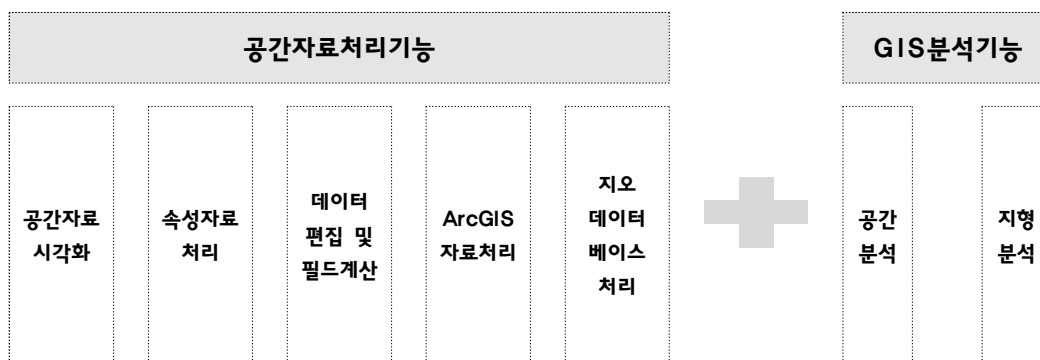 공간자료처리기능
GIS분석기능
공간자료
시각화
속성자료
처리
데이터
편집 및
필드계산
ArcGIS
자료처리
지오
데이터
베이스
처리
공간
분석
지형
분석